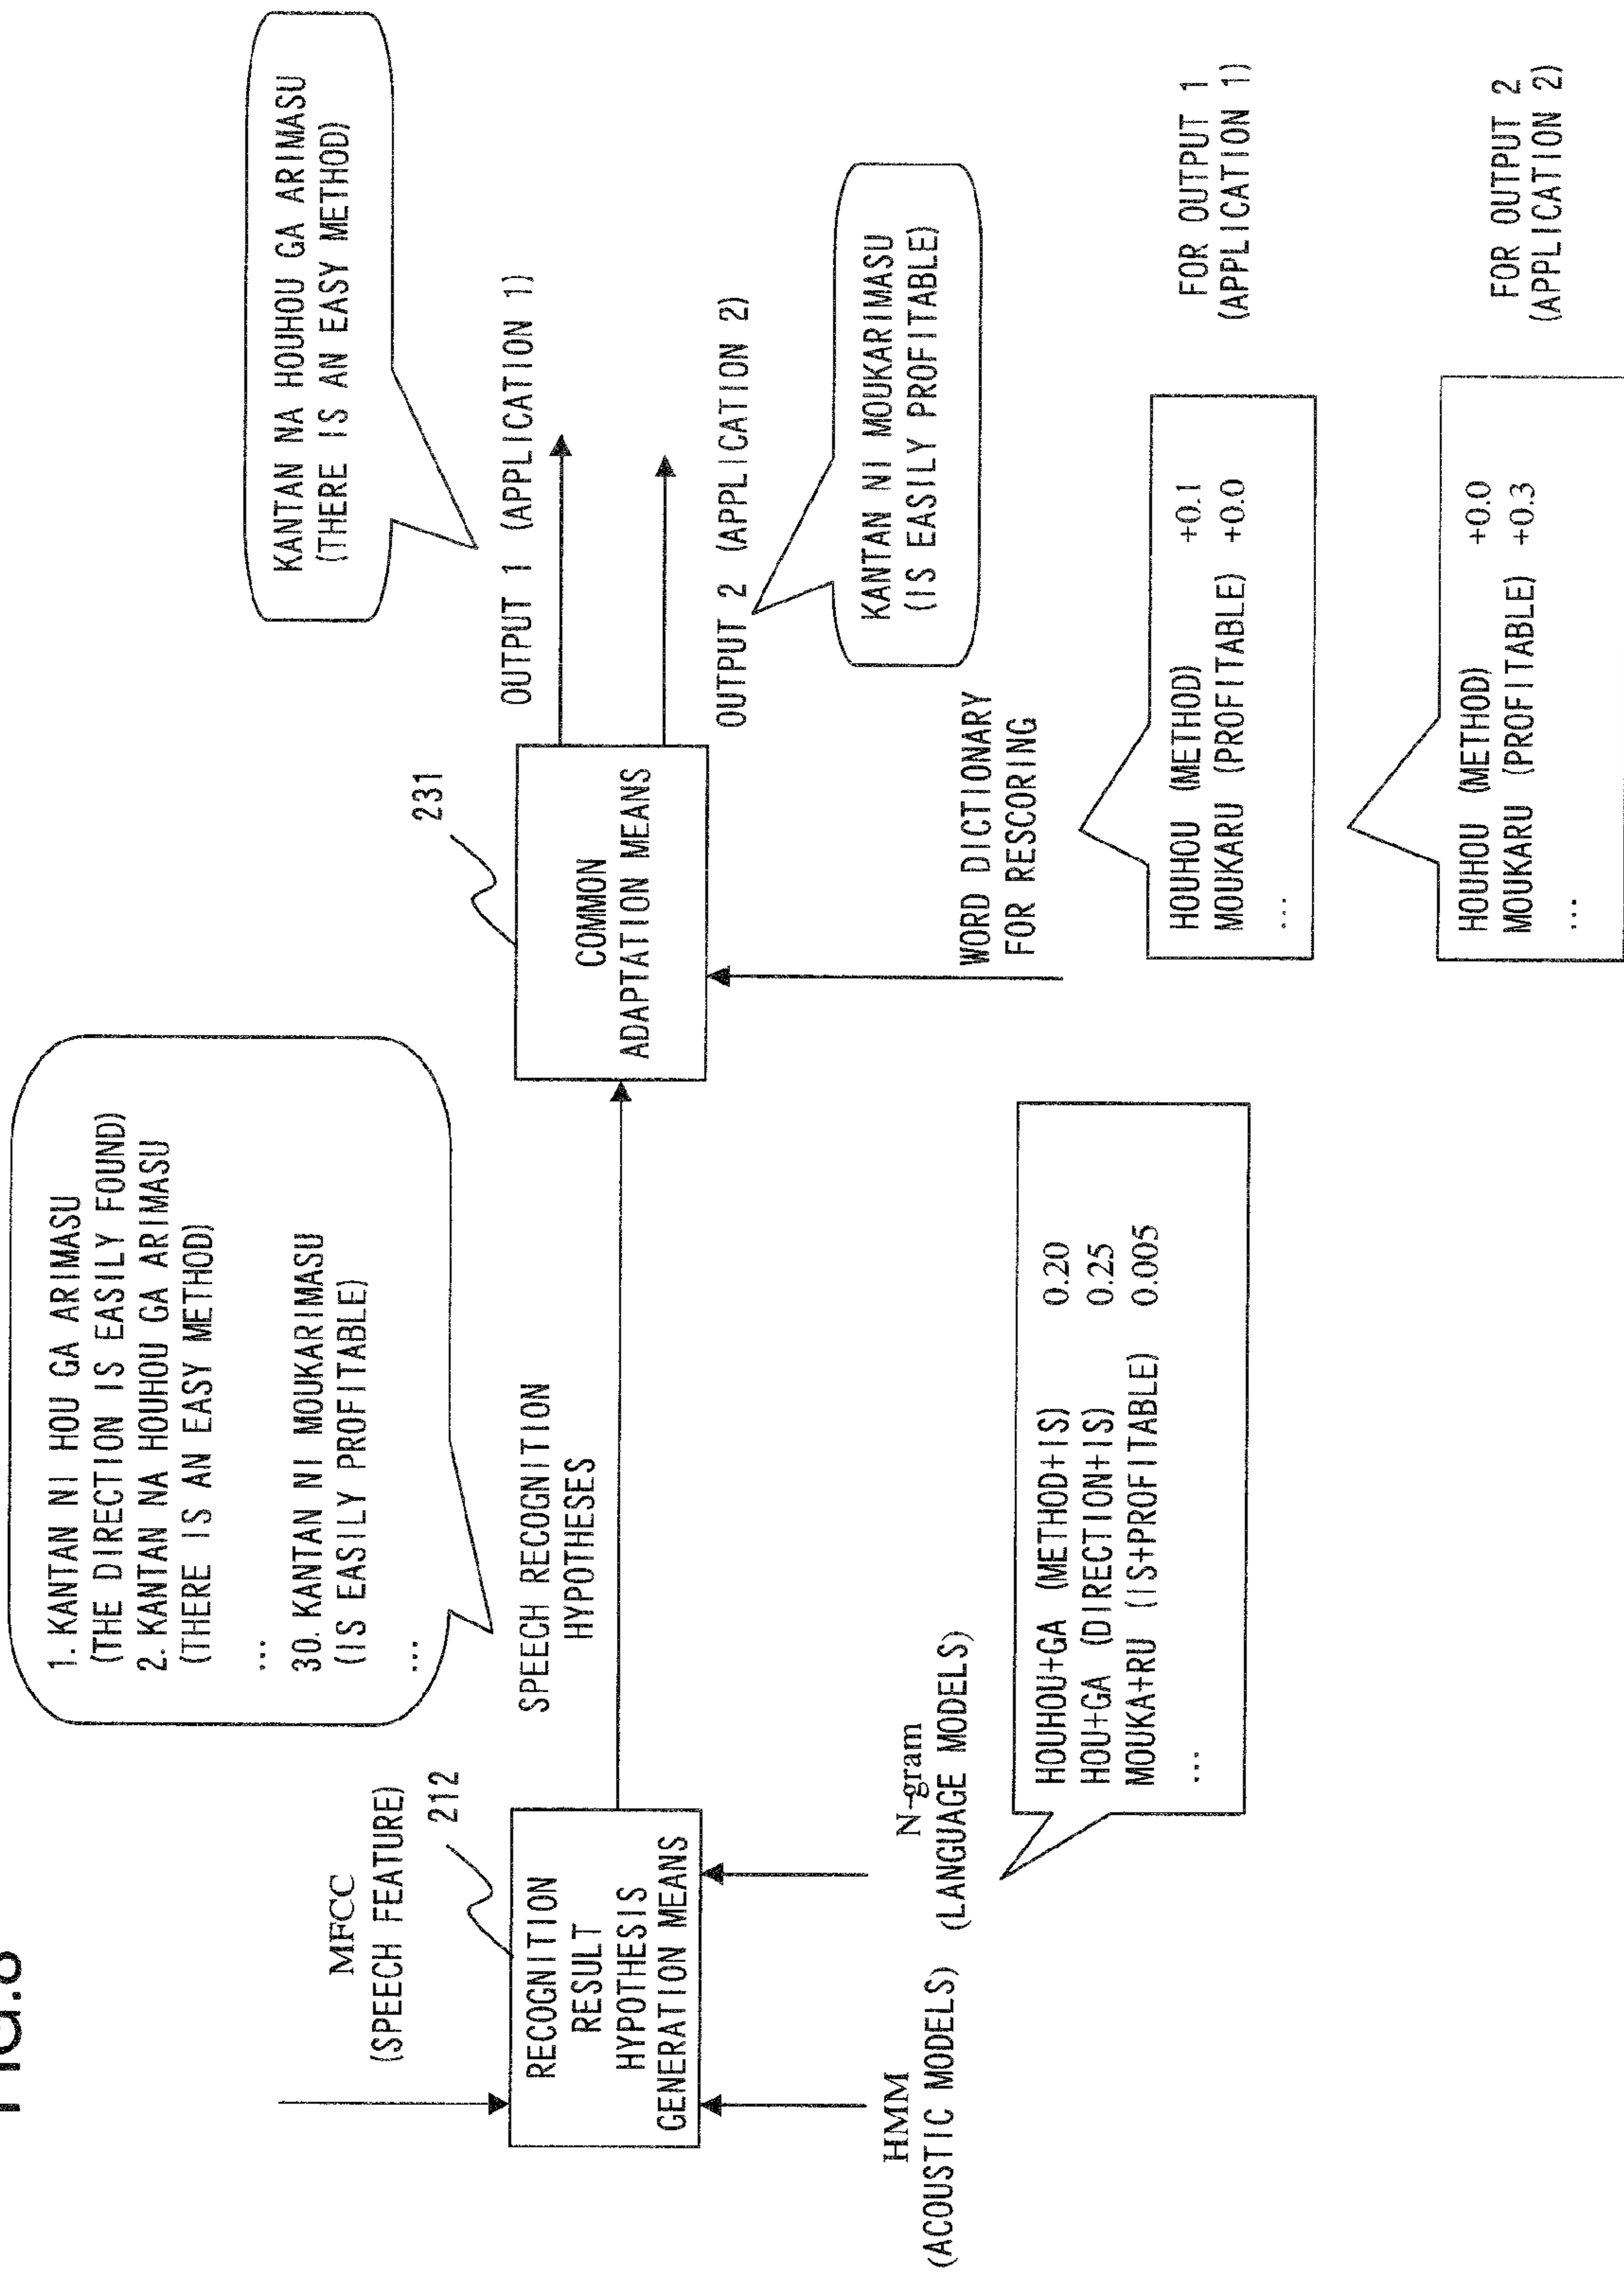 FIG.8
MFCC
(SPEECH FEATURE)
212
RECOGNITION
RESULT
HYPOTHESIS
GENERATION MEANS
HMM
(ACOUSTIC MODELS)
N-gram
(LANGUAGE MODELS)
HOUHOU+GA (METHOD+IS) 0.20
HOU+GA (DIRECTION+IS) 0.25
MOUKA+RU (IS+PROFITABLE) 0.005
...
1. KANTAN NI HOU GA ARIMASU
(THE DIRECTION IS EASILY FOUND)
2. KANTAN NA HOUHOU GA ARIMASU
(THERE IS AN EASY METHOD)
...
30. KANTAN NI MOUKARIMASU
(IS EASILY PROFITABLE)
...
SPEECH RECOGNITION
HYPOTHESES
231
COMMON
ADAPTATION MEANS
KANTAN NA HOUHOU GA ARIMASU
(THERE IS AN EASY METHOD)
OUTPUT 1 (APPLICATION 1)
OUTPUT 2 (APPLICATION 2)
KANTAN NI MOUKARIMASU
(IS EASILY PROFITABLE)
WORD DICTIONARY
FOR RESCORING
HOUHOU (METHOD) +0.1
MOUKARU (PROFITABLE) +0.0
...
FOR OUTPUT 1
(APPLICATION 1)
HOUHOU (METHOD) +0.0
MOUKARU (PROFITABLE) +0.3
...
FOR OUTPUT 2
(APPLICATION 2)